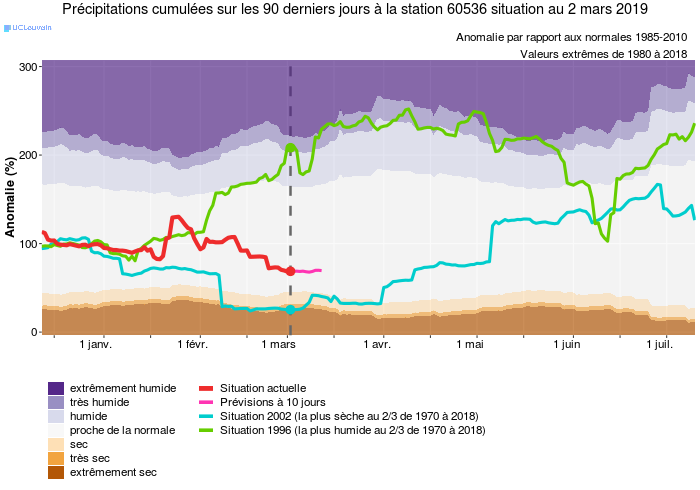 Précipitations cumulées sur les 90 derniers jours à la station 60536 situation au 2 mars 2019
UCLouvain
Anomalie par rapport aux normales 1985-2010
Valeurs extrêmes de 1980 à 2018
Anomalie (%)
300
200
100
0
1 janv. 1 févr. 1 mars 1 avr. 1 mai 1 juin 1 juil.
extrêmement humide
très humide
humide
proche de la normale
sec
très sec
extrêmement sec
Situation actuelle
Prévisions à 10 jours
Situation 2002 (la plus sèche au 2/3 de 1970 à 2018)
Situation 1996 (la plus humide au 2/3 de 1970 à 2018)